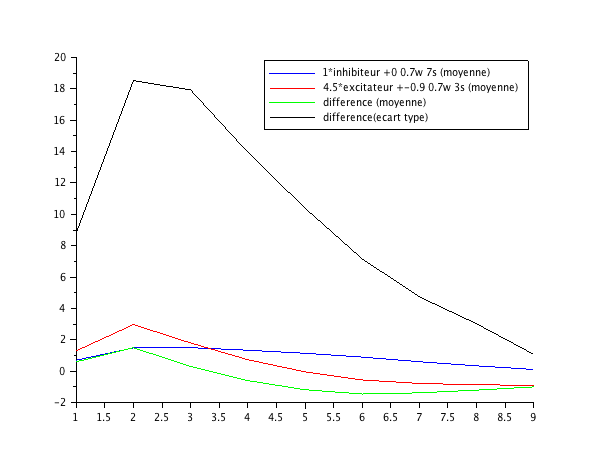 20
18
16
14
12
10
8
6
4
2
0
−2
1*inhibiteur +0 0.7w 7s (moyenne)
4.5*excitateur +-0.9 0.7w 3s (moyenne)
difference (moyenne)
difference(ecart type)
1 1.5 2 2.5 3 3.5 4 4.5 5 5.5 6 6.5 7 7.5 8 8.5 9